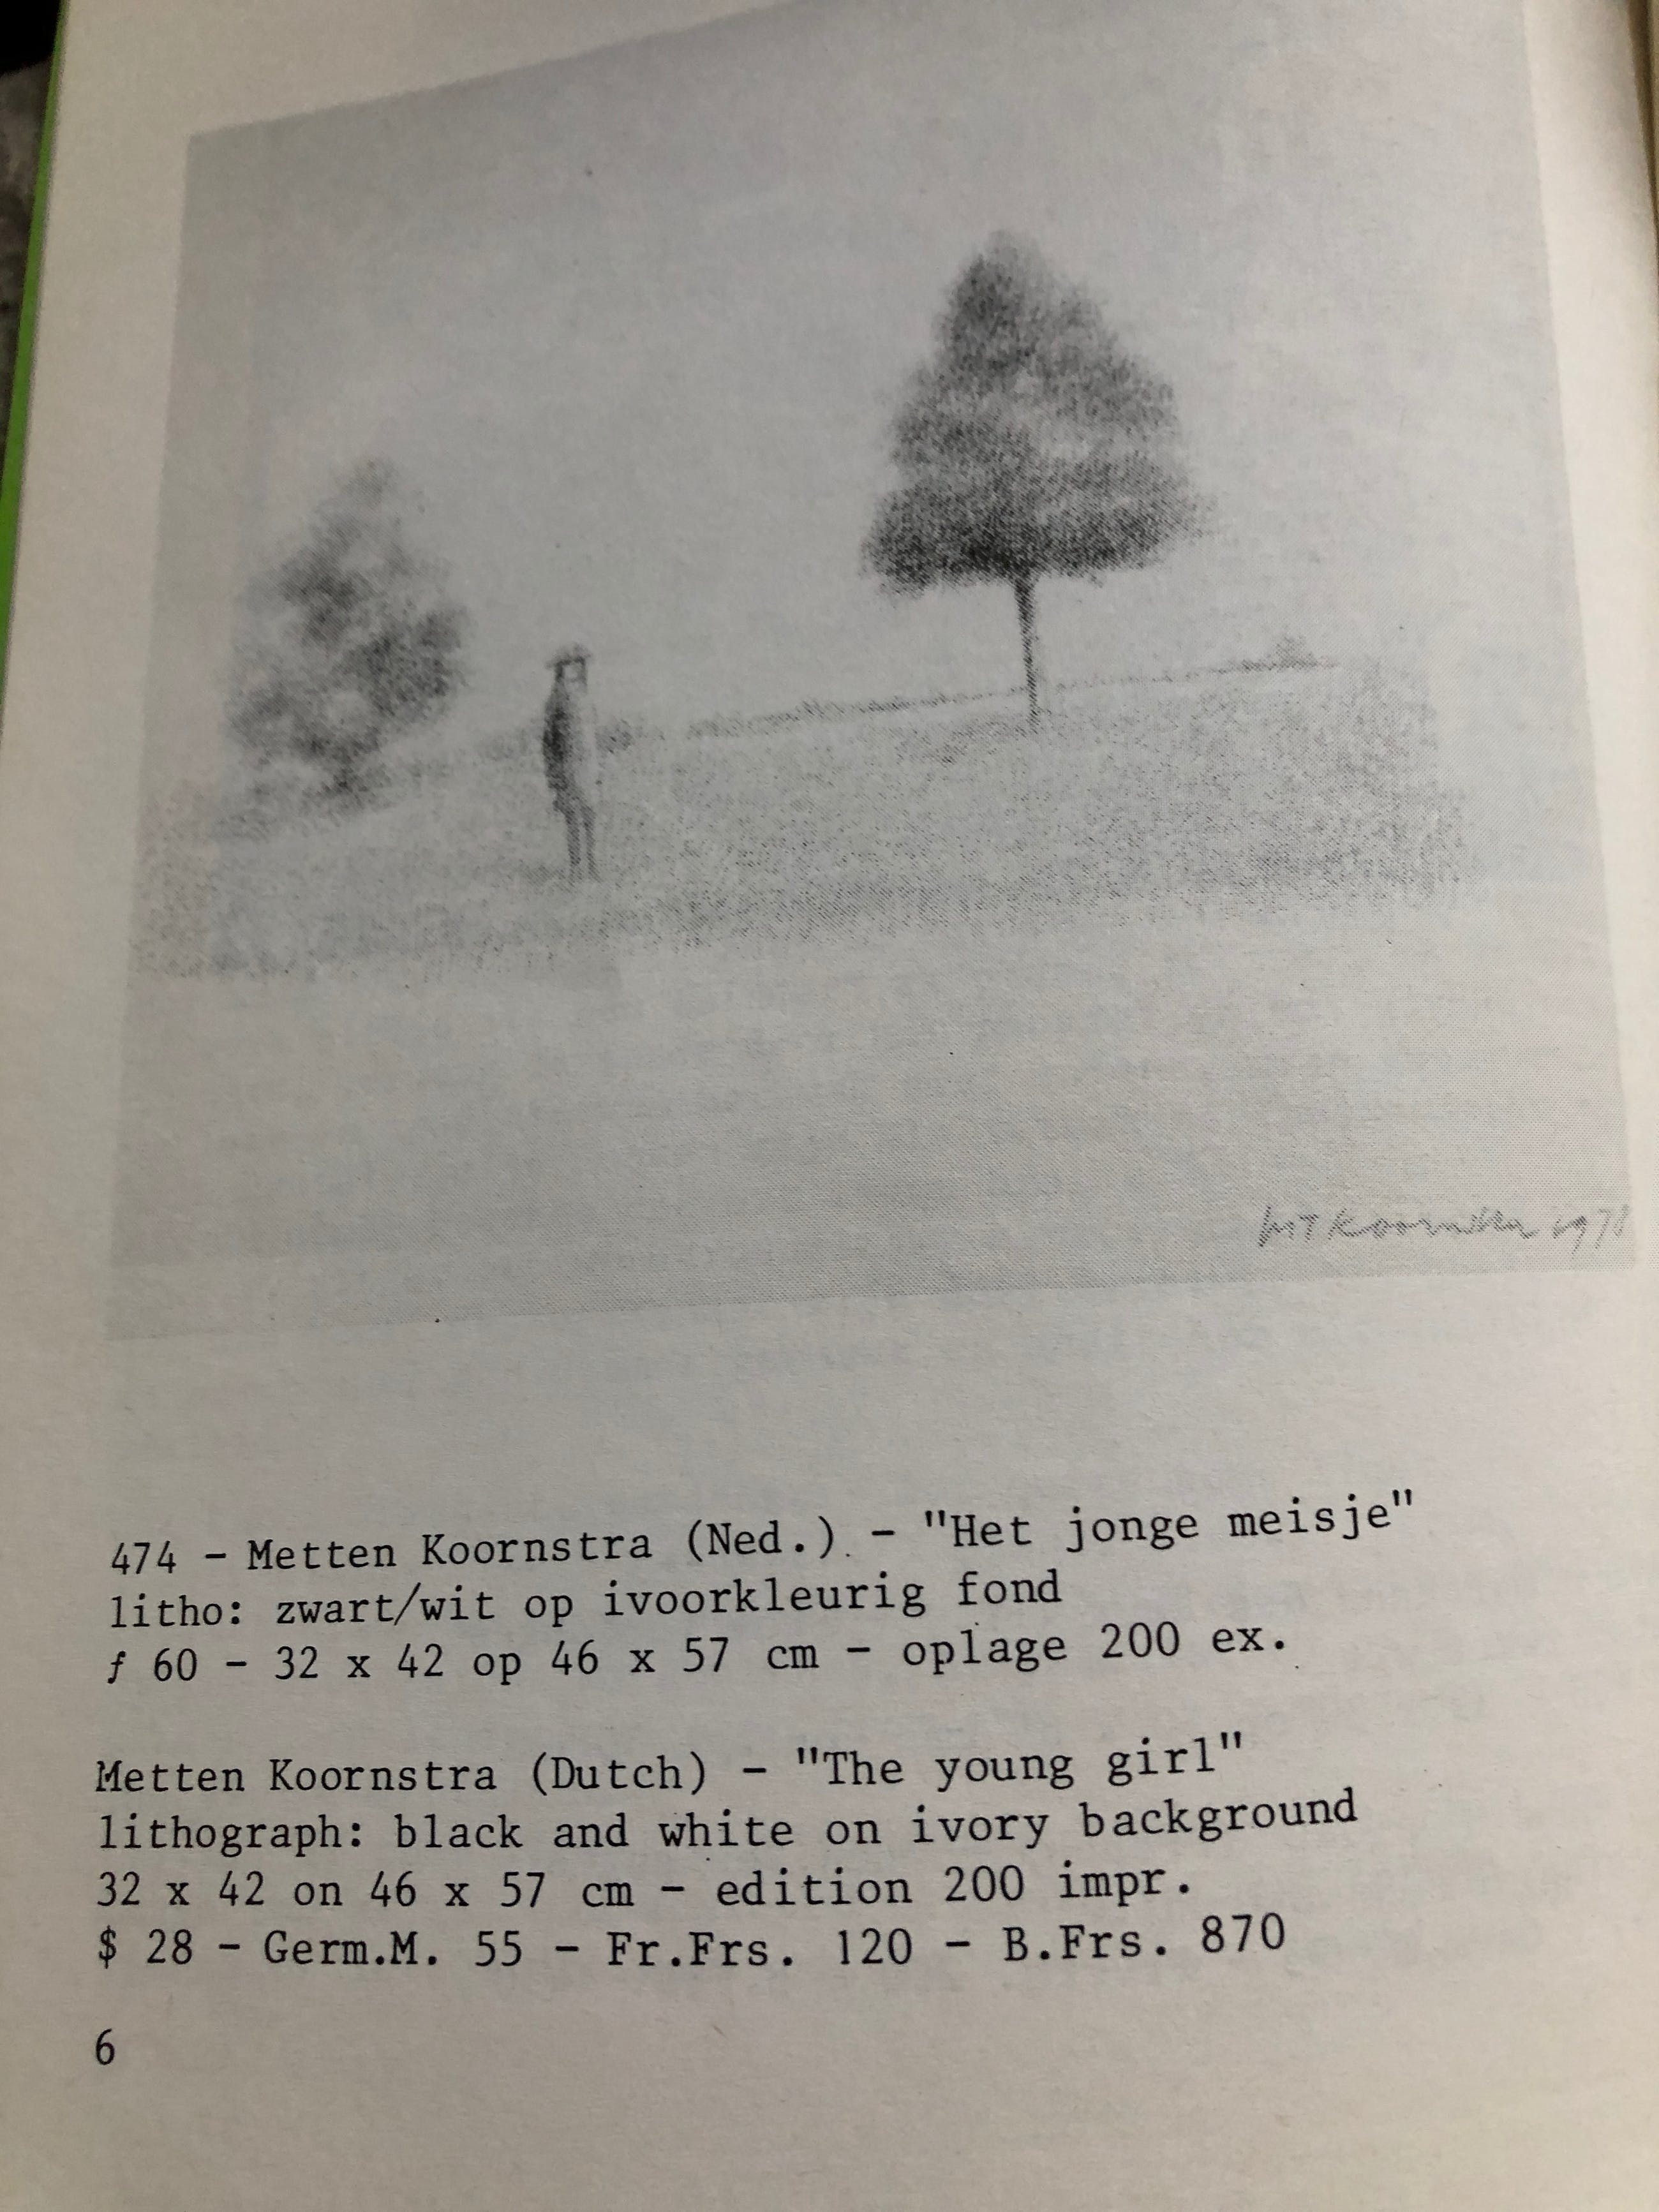 Koornstra 197
474 - Metten Koornstra (Ned.) - "Het jonge meisje"
litho: zwart/wit op ivoorkleurig fond
ƒ 60 - 32 x 42 op 46 x 57 cm - oplage 200 ex.
Metten Koornstra (Dutch) - "The young girl"
lithograph: black and white on ivory background
32 x 42 on 46 x 57 cm - edition 200 impr.
$ 28 - Germ.M. 55 - Fr.Frs. 120 - B.Frs. 870
6